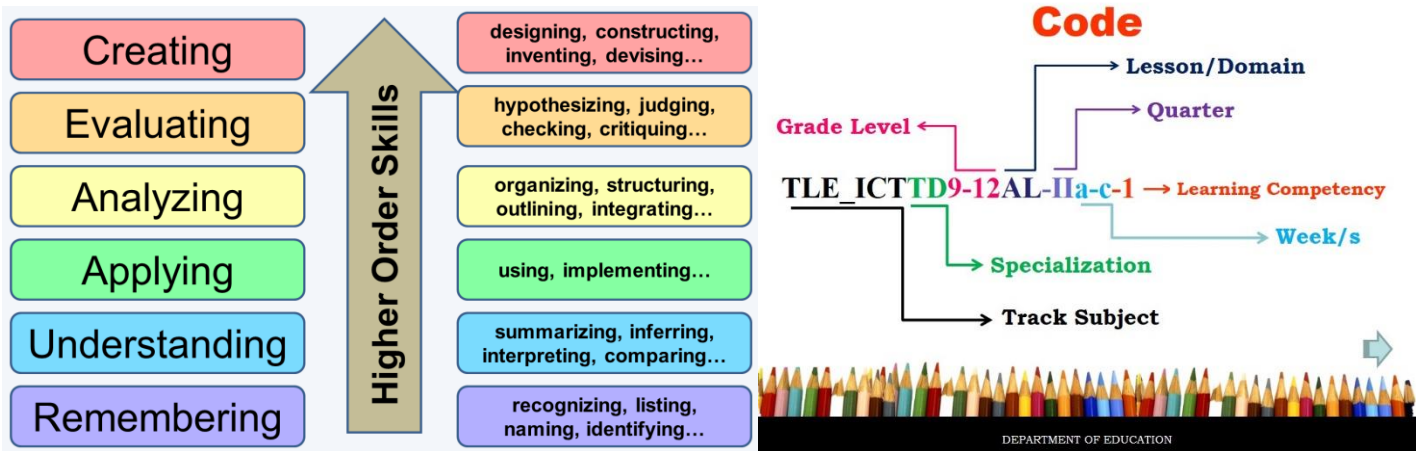 Creating
Evaluating
Analyzing
Applying
Understanding
Remembering
Higher Order Skills
designing, constructing,
inventing, devising…
hypothesizing, judging,
checking, critiquing…
organizing, structuring,
outlining, integrating…
using, implementing…
summarizing, inferring,
interpreting, comparing…
recognizing, listing,
naming, identifying…
Code
Lesson/Domain
Quarter
Grade Level
TLE_ICTTD9-12AL-IIa-c-1
Learning Competency
Week/s
Specialization
Track Subject
DEPARTMENT OF EDUCATION